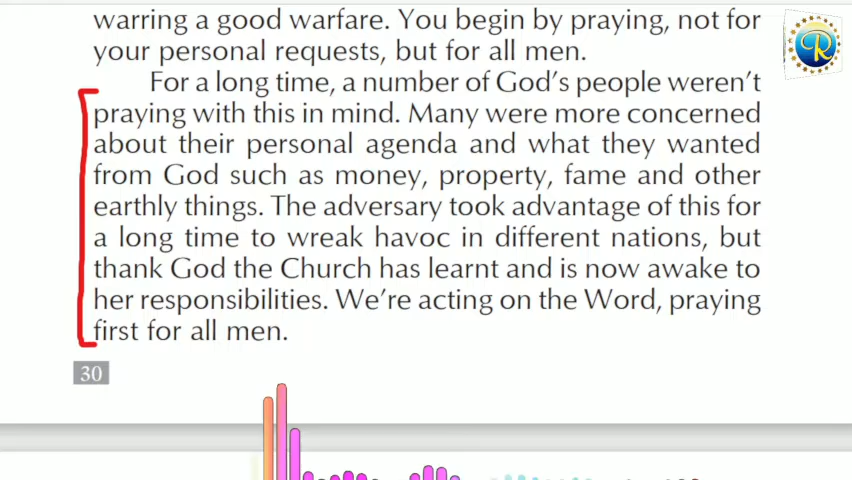 warring a good warfare. You begin by praying, not for
your personal requests, but for all men.
For a long time, a number of God's people weren't
praying with this in mind. Many were more concerned
about their personal agenda and what they wanted
from God such as money, property, fame and other
earthly things. The adversary took advantage of this for
a long time to wreak havoc in different nations, but
thank God the Church has learnt and is now awake to
her responsibilities. We're acting on the Word, praying
first for all men.
30
R